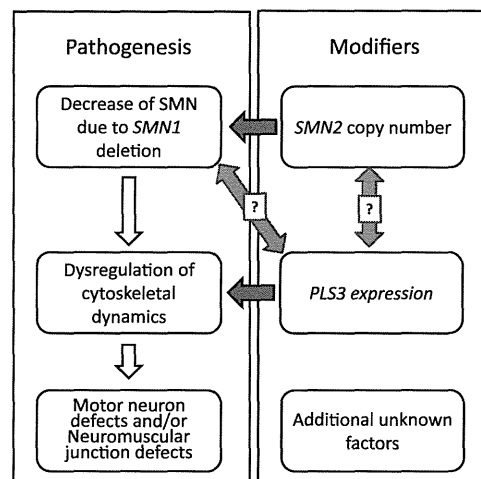 Pathogenesis
Decrease of SMN
due to SMN1
deletion
Dysregulation of
cytoskeletal
dynamics
Motor neuron
defects and/or
Neuromuscular
junction defects
Modifiers
SMN2 copy number
?
?
PLS3 expression
Additional unknown
factors